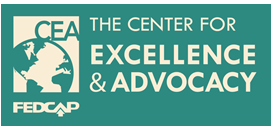 CEA
FEDCAP
THE CENTER FOR
EXCELLENCE
& ADVOCACY